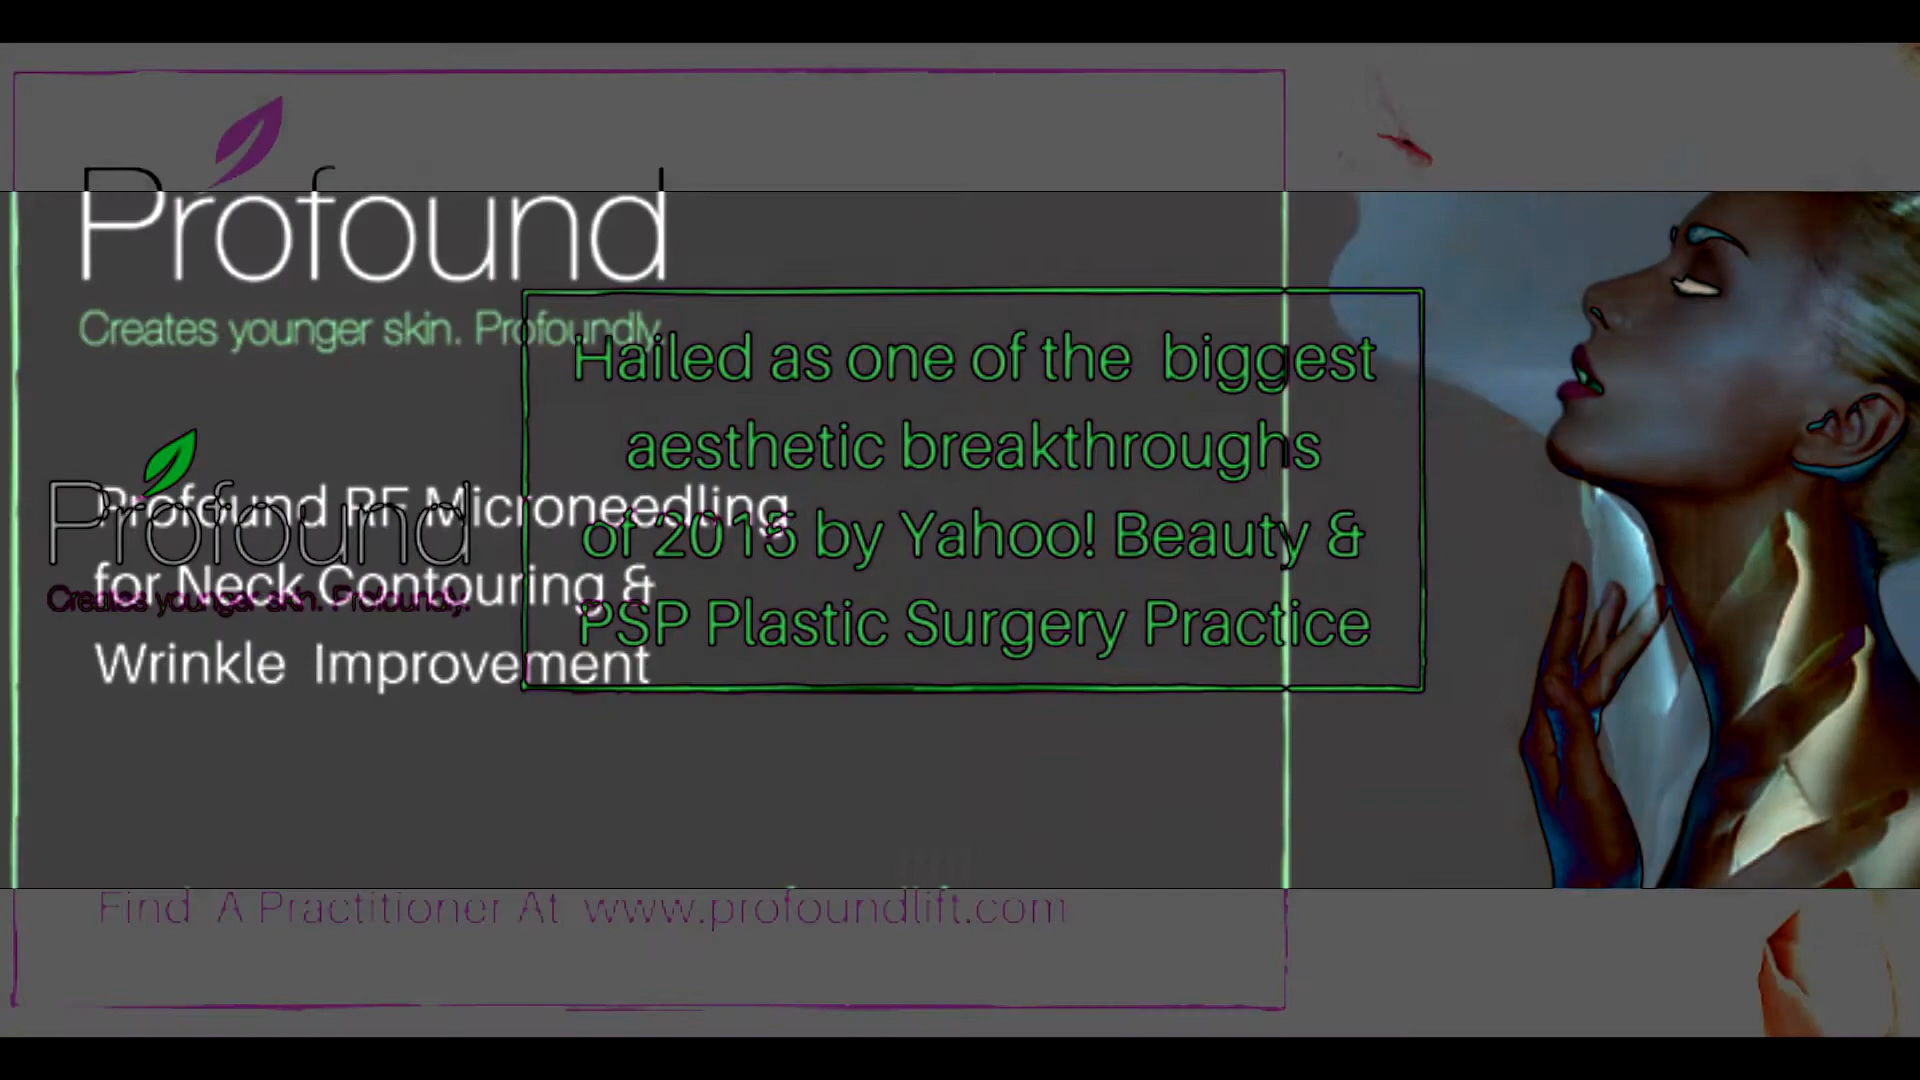 Profound
Creates younger skin. Profoundly.
Hailed as one of the biggest
aesthetic breakthroughs
of 2015 by Yahoo! Beauty &
PSP Plastic Surgery Practice
Profound
Creates younger skin. Profoundly.
Profound RF Microneedling
for Neck Contouring &
Wrinkle Improvement
Find A Practitioner At www.profoundlift.com